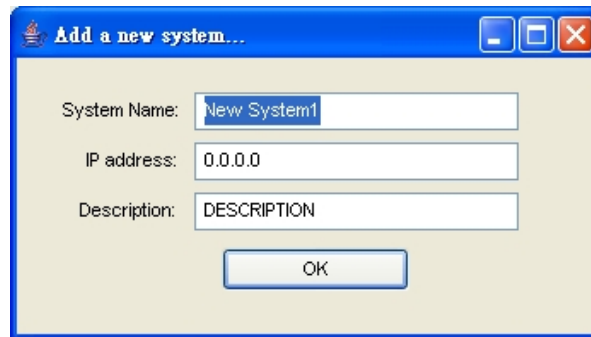 Add a new system...
System Name: New System1
IP address: 0.0.0.0
Description: DESCRIPTION
OK